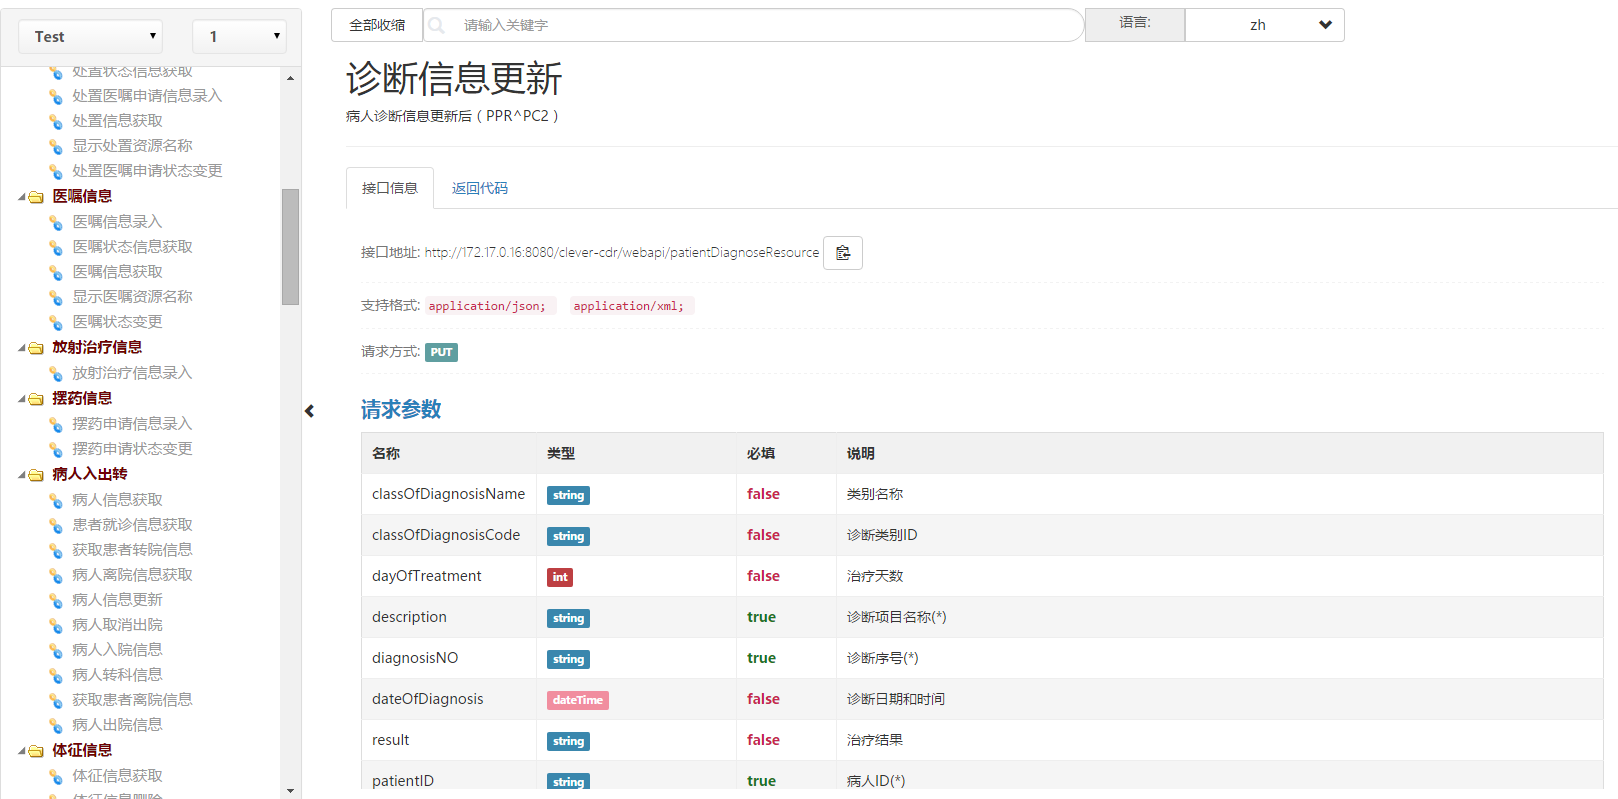 Test
1
处置状态信息获取
处置医嘱申请信息录入
处置信息获取
显示处置资源名称
处置医嘱申请状态变更
医嘱信息
医嘱信息录入
医嘱状态信息获取
医嘱信息获取
显示医嘱资源名称
医嘱状态变更
放射治疗信息
放射治疗信息录入
摆药信息
摆药申请信息录入
摆药申请状态变更
病人入出转
病人信息获取
患者就诊信息获取
获取患者转院信息
病人离院信息获取
病人信息更新
病人取消出院
病人入院信息
病人转科信息
获取患者离院信息
病人出院信息
体征信息
体征信息获取
体征信息删除
全部收缩 请输入关键字 语言: zh
诊断信息更新
病人诊断信息更新后（PPR^PC2）
接口信息 返回代码
接口地址: http://172.17.0.16:8080/clever-cdr/webapi/patientDiagnoseResource
支持格式: application/json; application/xml;
请求方式: PUT
请求参数
名称 类型 必填 说明
classOfDiagnosisName string false 类别名称
classOfDiagnosisCode string false 诊断类别ID
dayOfTreatment int false 治疗天数
description string true 诊断项目名称(*)
diagnosisNO string true 诊断序号(*)
dateOfDiagnosis dateTime false 诊断日期和时间
result string false 治疗结果
patientID string true 病人ID(*)